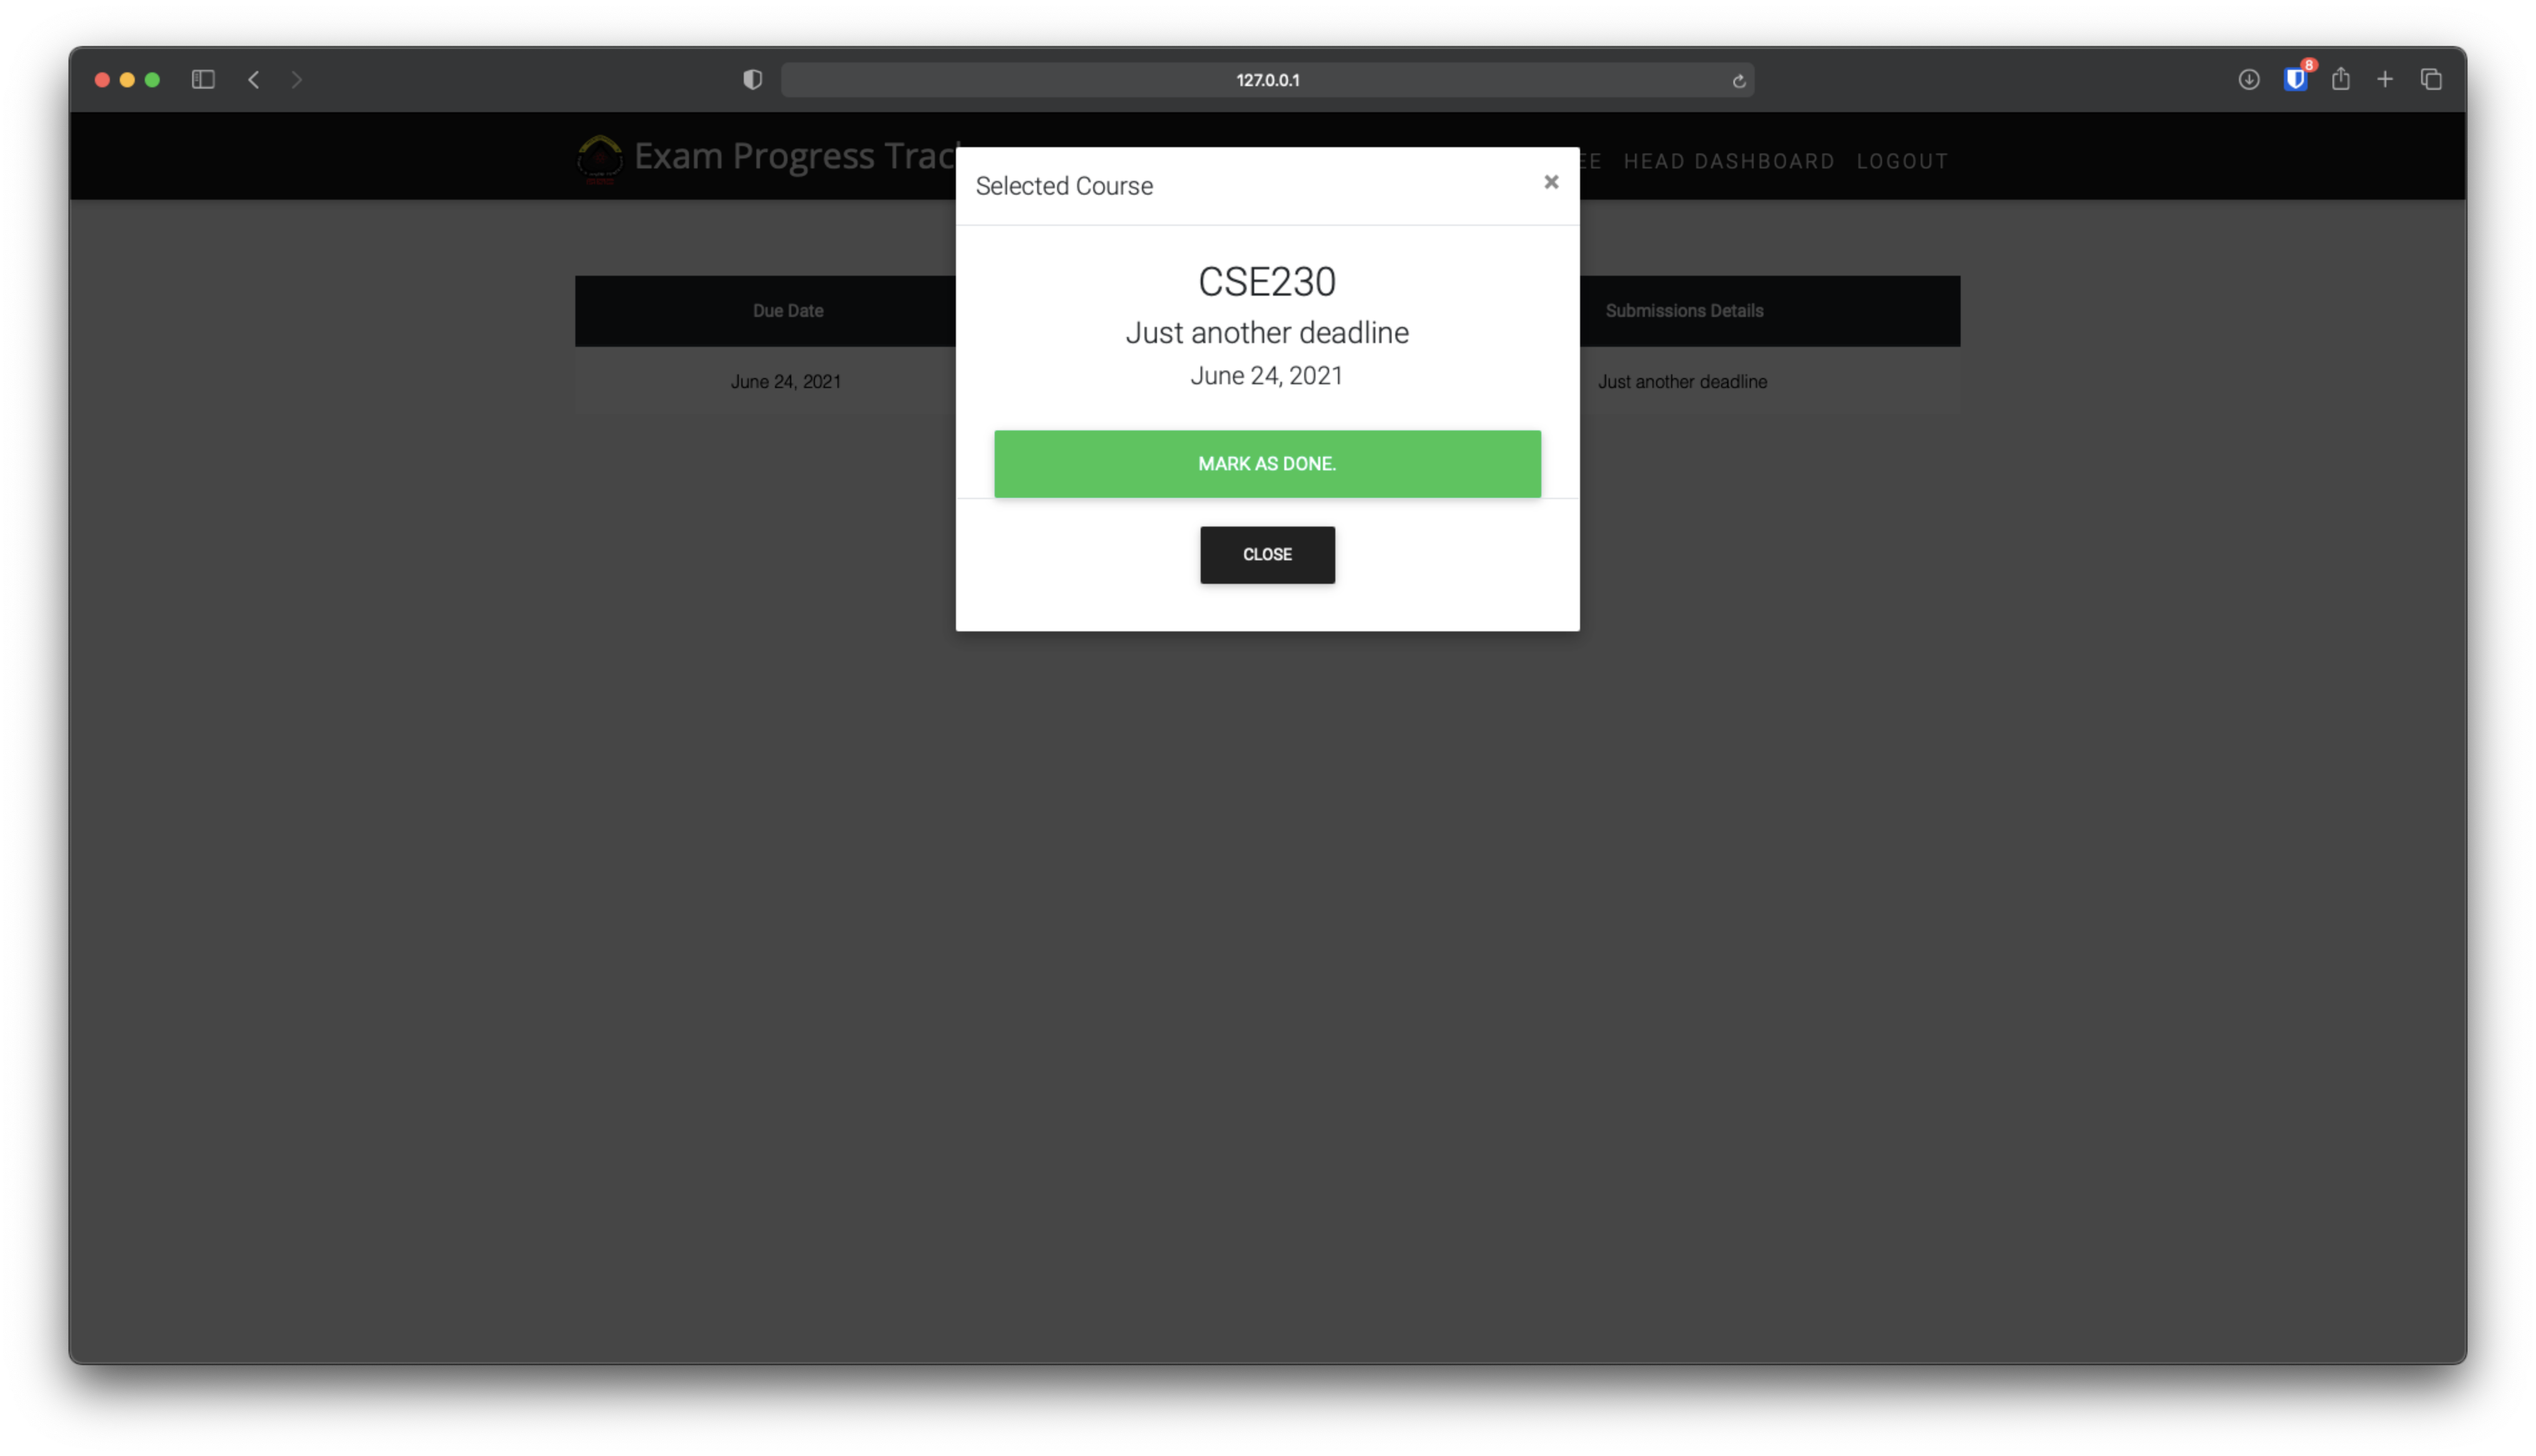 127.0.0.1
8
Exam Progress Trac
EE HEAD DASHBOARD LOGOUT
Selected Course
×
CSE230
Just another deadline
June 24, 2021
MARK AS DONE.
CLOSE
Due Date
Submissions Details
June 24, 2021
Just another deadline